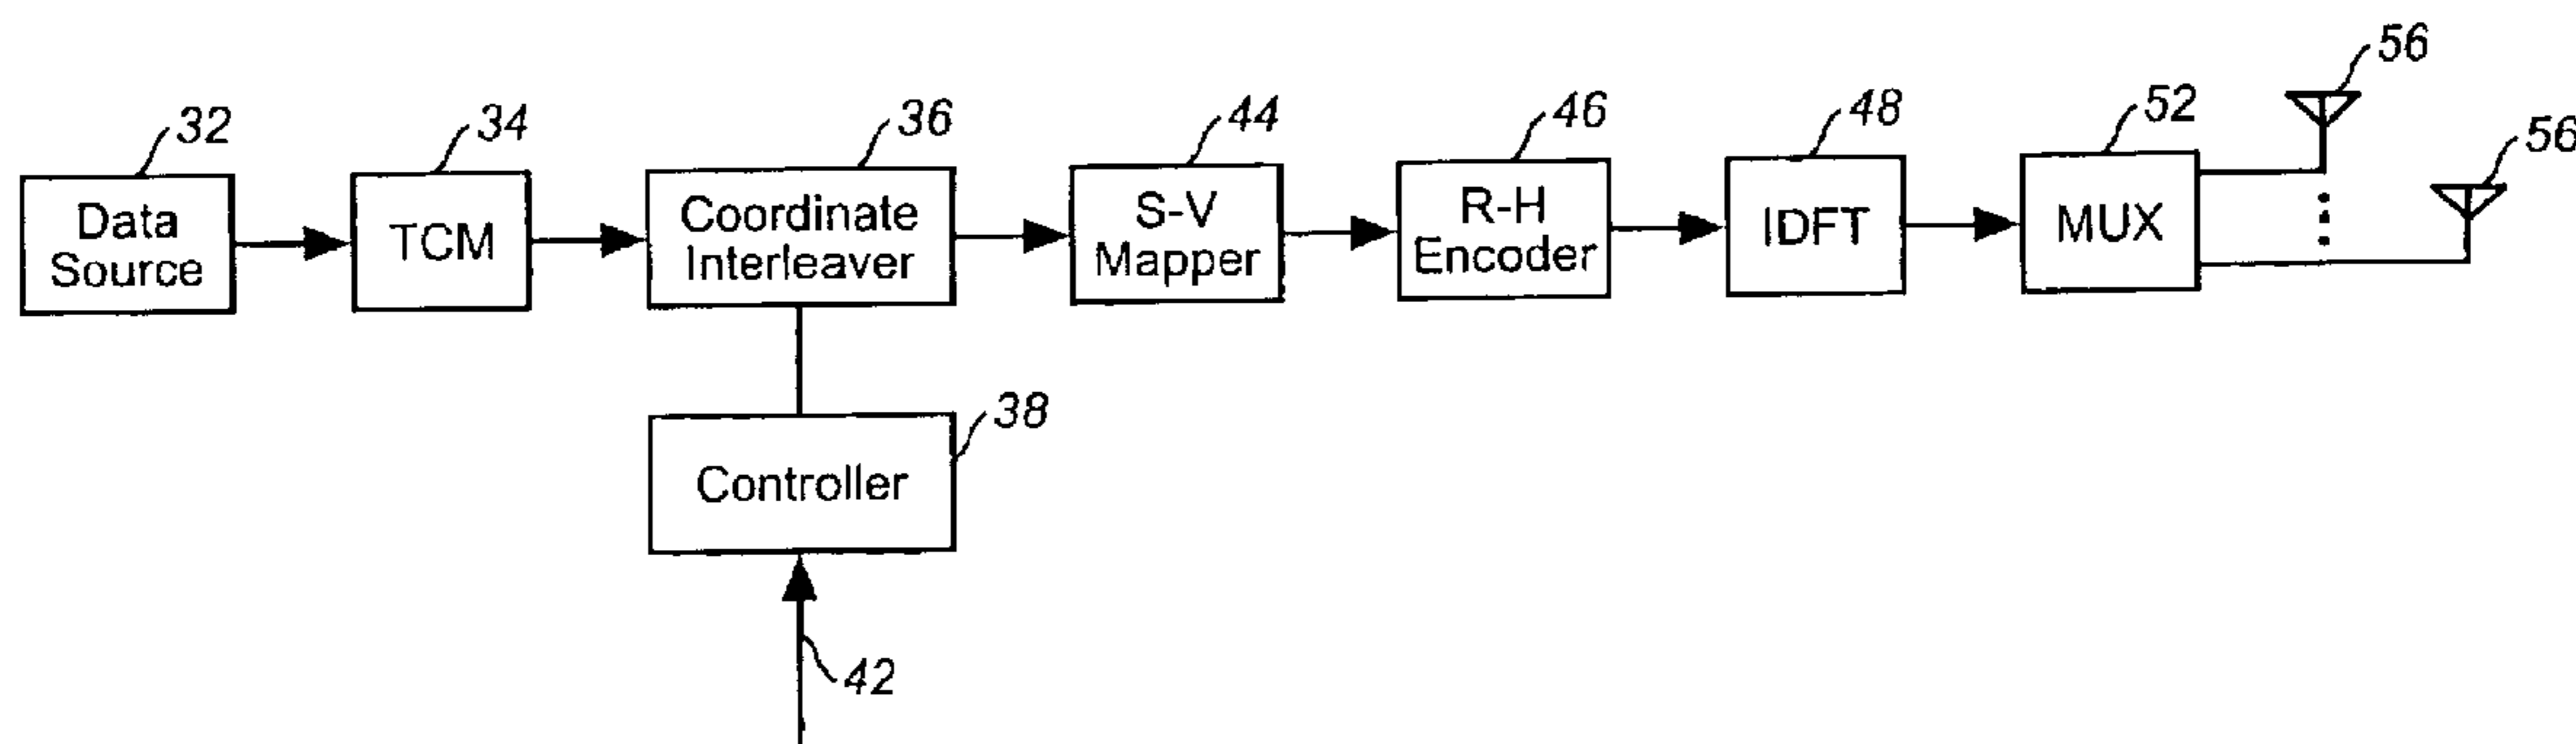 56
32
34
36
44
46
48
52
56
Data
Source
TCM
Coordinate
Interleaver
S-V
Mapper
R-H
Encoder
IDFT
MUX
38
Controller
42